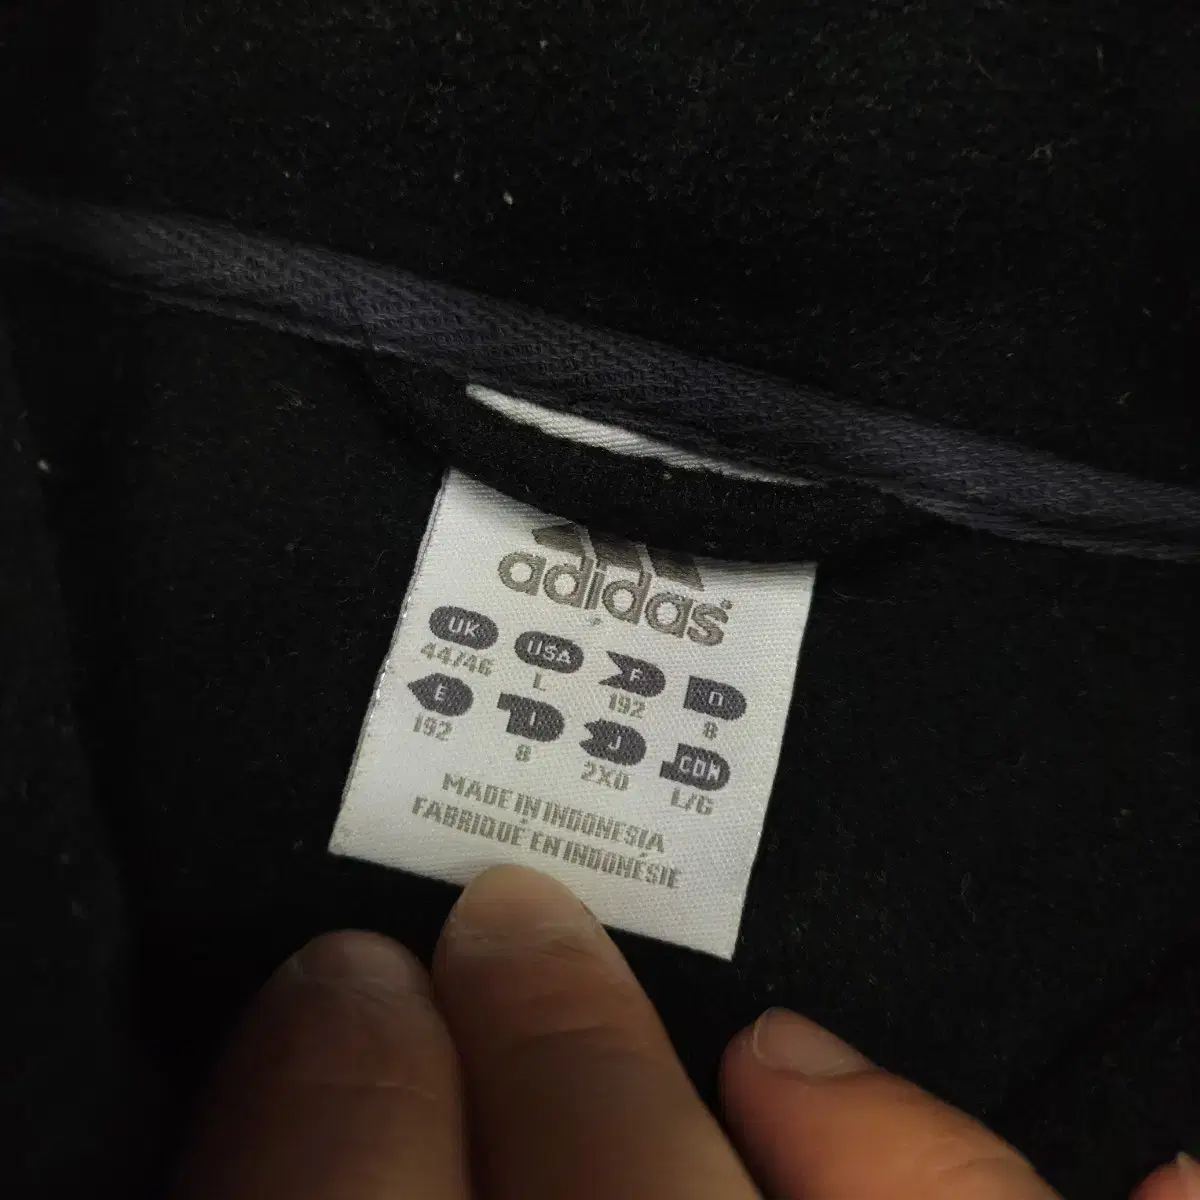 adidas
UK USA F n
44/46 L 192 8
E I J CDN
192 8 2XO L/G
MADE IN INDONESIA
FABRIQUÉ EN INDONÉSIE